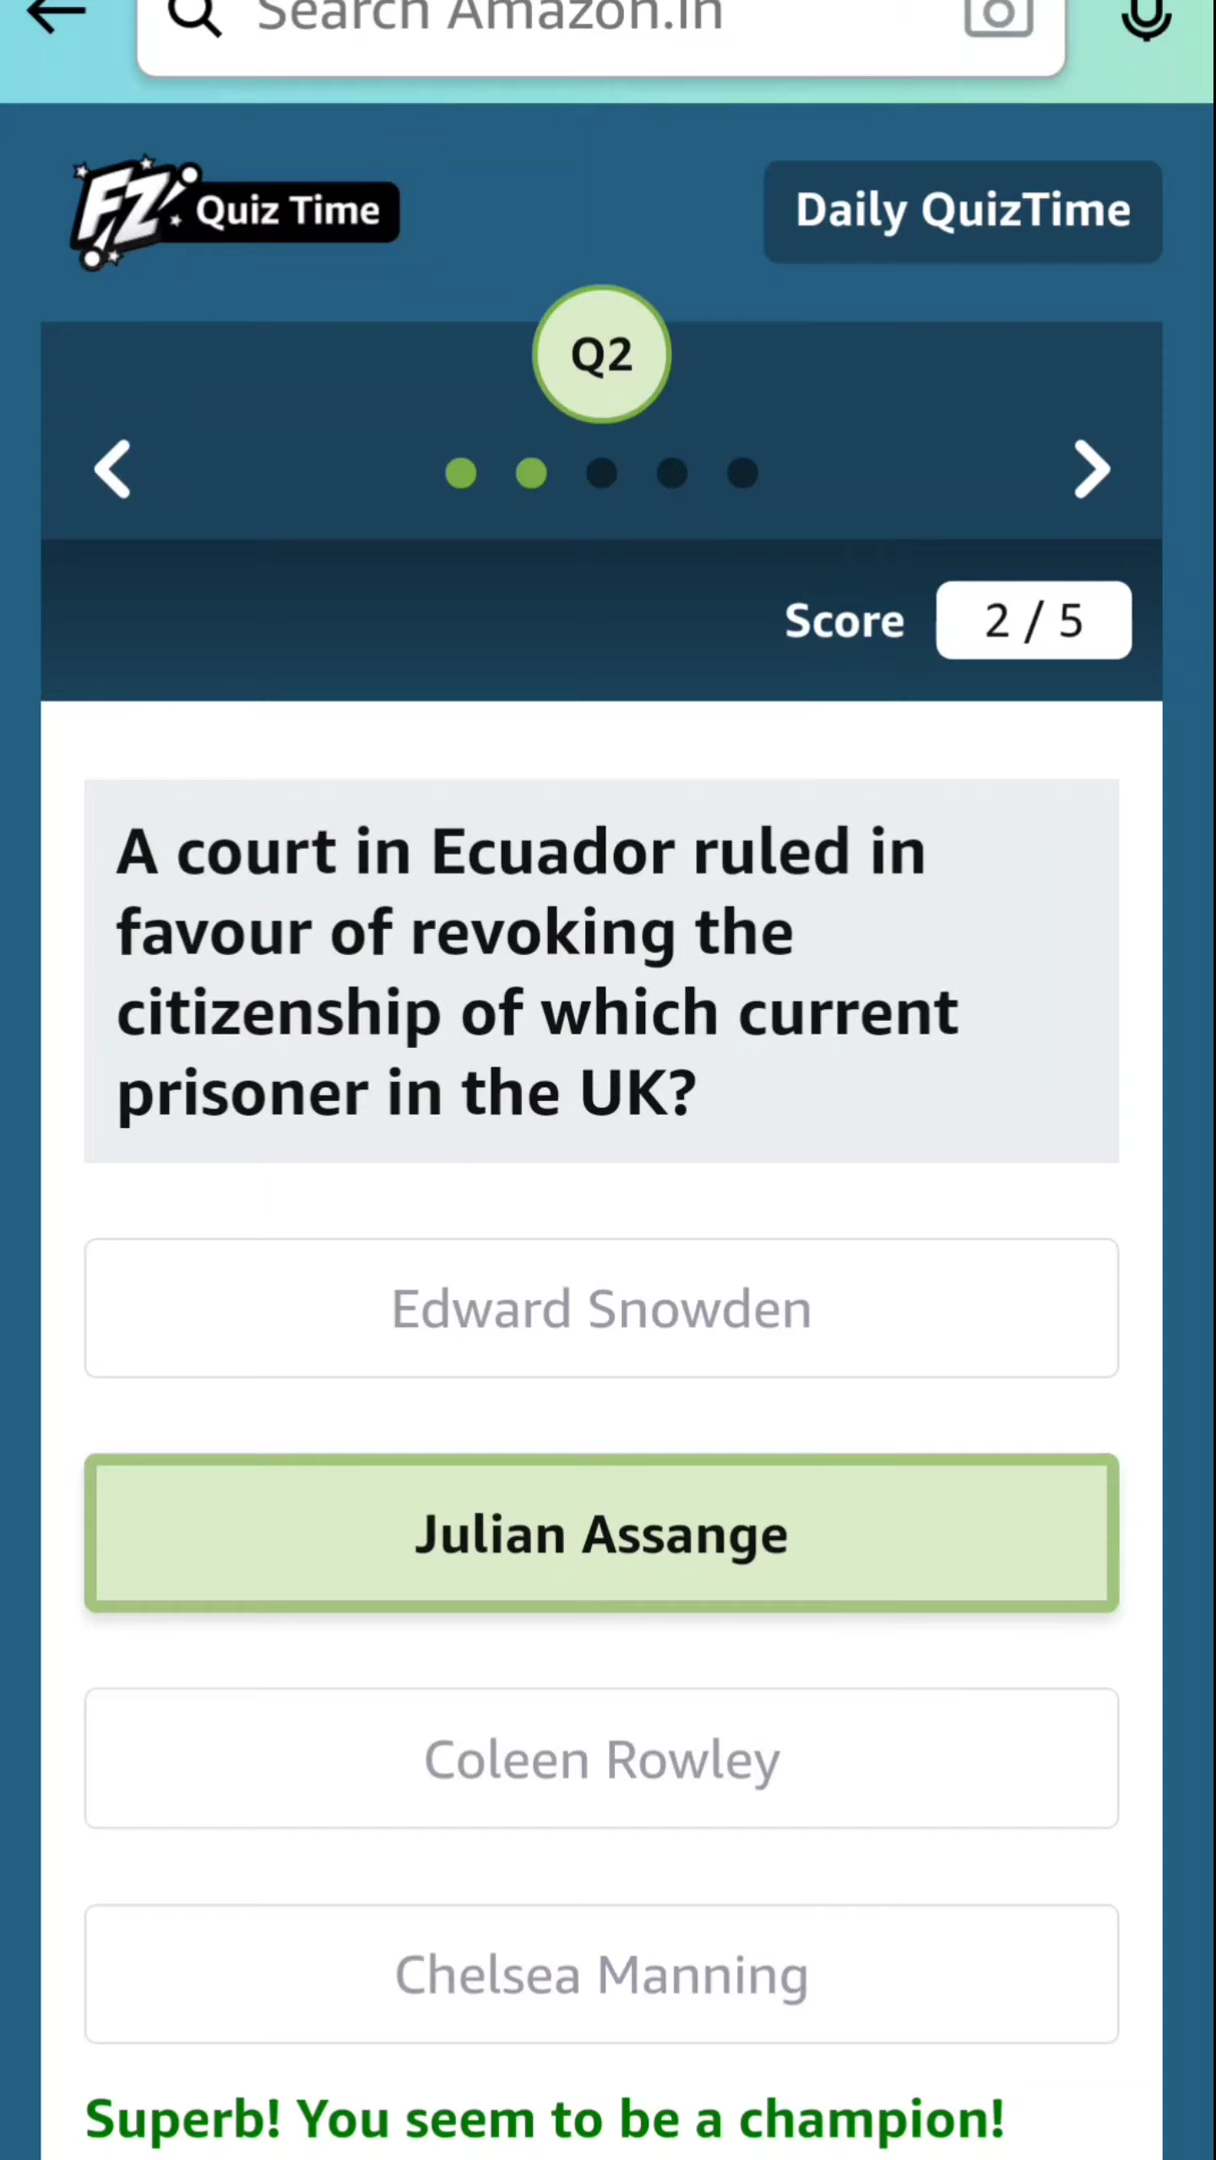 Search Amazon.in
FZ Quiz Time
Daily QuizTime
Q2
Score 2 / 5
A court in Ecuador ruled in
favour of revoking the
citizenship of which current
prisoner in the UK?
Edward Snowden
Julian Assange
Coleen Rowley
Chelsea Manning
Superb! You seem to be a champion!